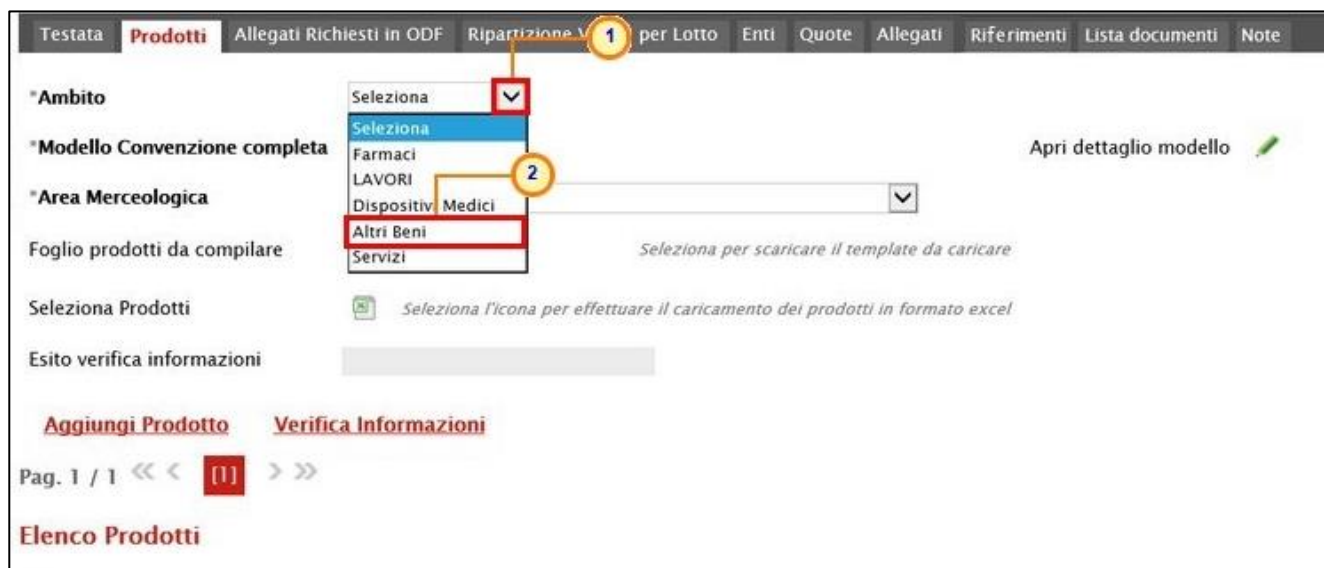 Testata Prodotti Allegati Richiesti in ODF Ripartizione V 1 per Lotto Enti Quote Allegati Riferimenti Lista documenti Note
*Ambito Seleziona
Seleziona
*Modello Convenzione completa Farmaci Apri dettaglio modello
LAVORI 2
*Area Merceologica Dispositivi Medici
Altri Beni
Foglio prodotti da compilare Servizi Seleziona per scaricare il template da caricare
Seleziona Prodotti Seleziona l'icona per effettuare il caricamento dei prodotti in formato excel
Esito verifica informazioni
Aggiungi Prodotto Verifica Informazioni
Pag. 1 / 1 << < [1] > >>
Elenco Prodotti